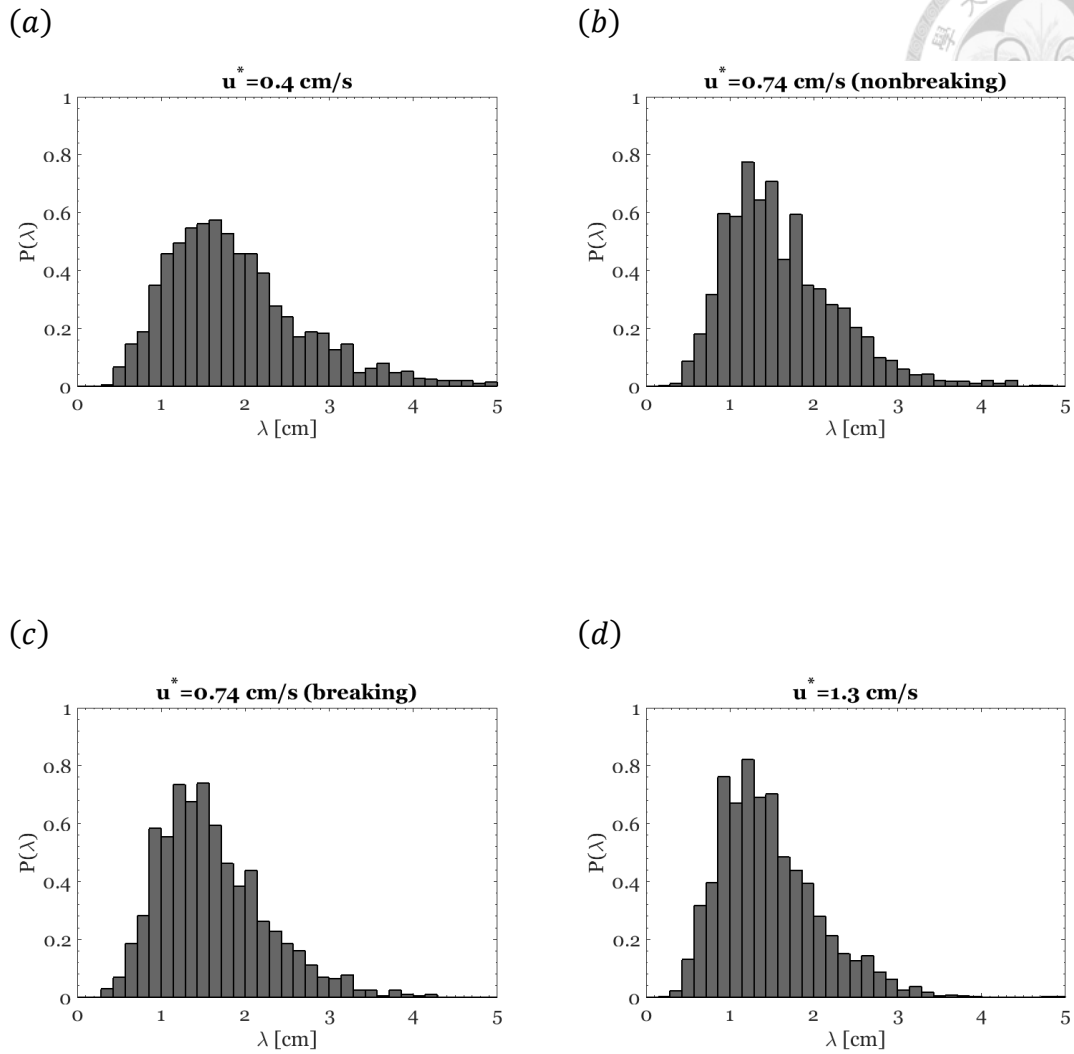 (a)
(b)
學 大
u*=0.4 cm/s
u*=0.74 cm/s (nonbreaking)
1
0.8
0.6
0.4
0.2
0
P(λ)
0 1 2 3 4 5
λ [cm]
1
0.8
0.6
0.4
0.2
0
P(λ)
0 1 2 3 4 5
λ [cm]
(c)
(d)
u*=0.74 cm/s (breaking)
u*=1.3 cm/s
1
0.8
0.6
0.4
0.2
0
P(λ)
0 1 2 3 4 5
λ [cm]
1
0.8
0.6
0.4
0.2
0
P(λ)
0 1 2 3 4 5
λ [cm]